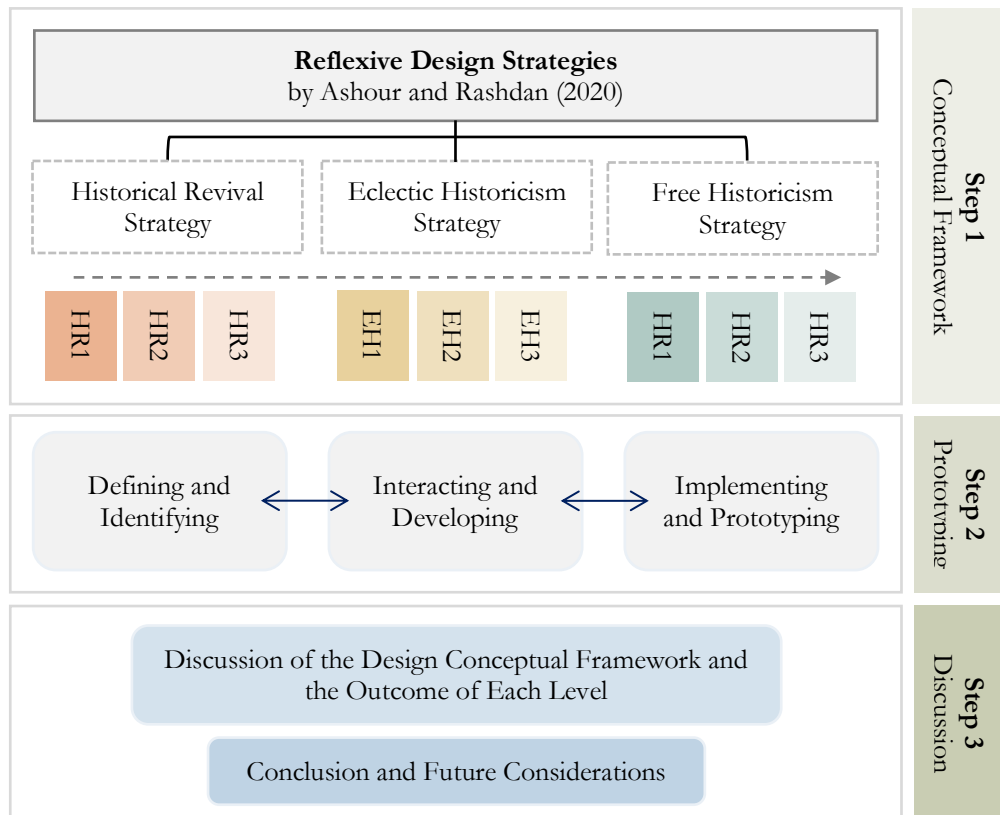 Reflexive Design Strategies
by Ashour and Rashdan (2020)
Historical Revival
Strategy
Eclectic Historicism
Strategy
Free Historicism
Strategy
HR1
HR2
HR3
EH1
EH2
EH3
HR1
HR2
HR3
Step 1
Conceptual Framework
Defining and
Identifying
Interacting and
Developing
Implementing
and Prototyping
Step 2
Prototyping
Discussion of the Design Conceptual Framework and
the Outcome of Each Level
Conclusion and Future Considerations
Step 3
Discussion